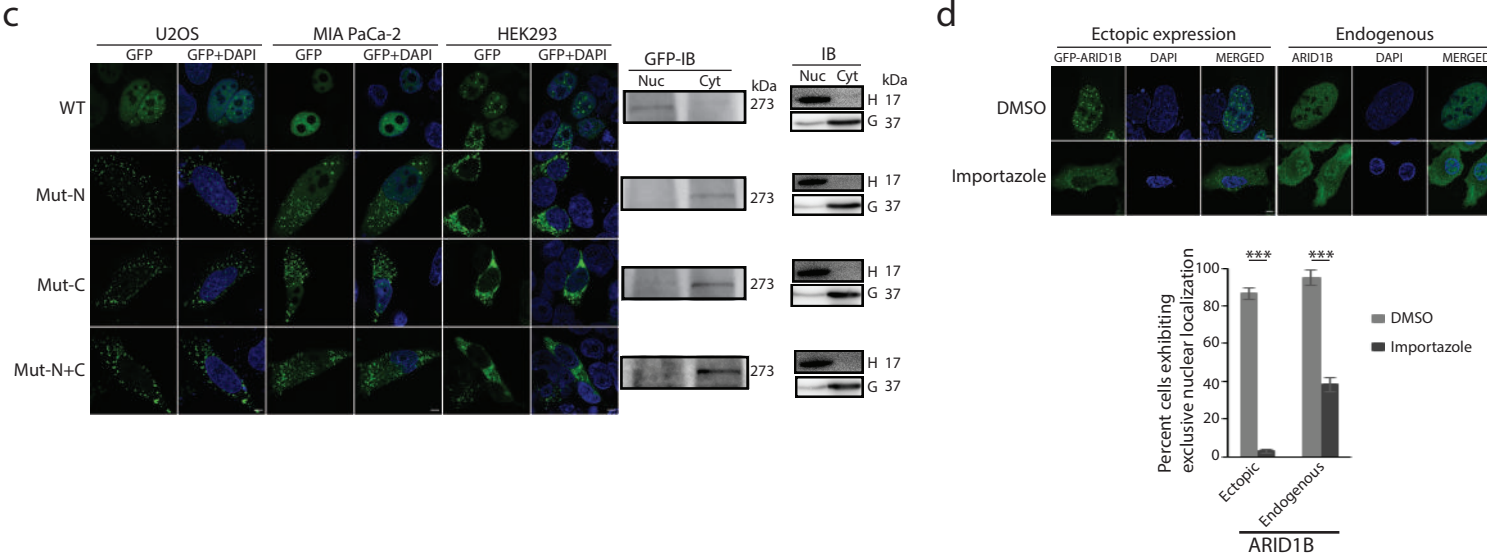 c
U2OS MIA PaCa-2 HEK293
GFP GFP+DAPI GFP GFP+DAPI GFP GFP+DAPI
GFP-IB IB
Nuc Cyt kDa Nuc Cyt kDa
WT 273 H 17
G 37
Mut-N 273 H 17
G 37
Mut-C 273 H 17
G 37
Mut-N+C 273 H 17
G 37
d
Ectopic expression Endogenous
GFP-ARID1B DAPI MERGED ARID1B DAPI MERGED
DMSO
Importazole
*** ***
Percent cells exhibiting
exclusive nuclear localization
100
80
60
40
20
0
DMSO
Importazole
Ectopic Endogenous
ARID1B